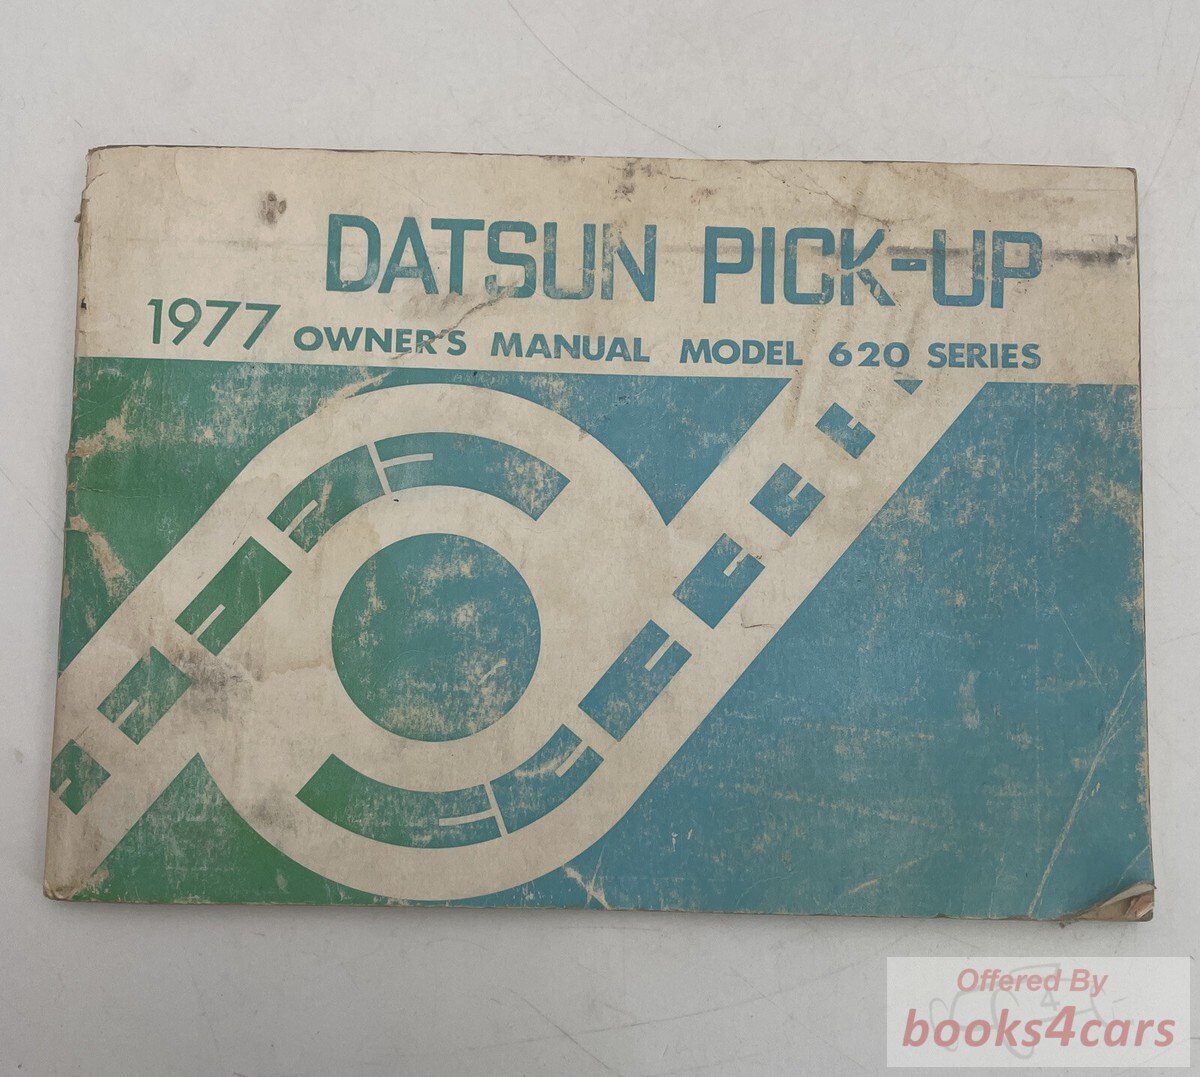 DATSUN PICK-UP
1977 OWNER'S MANUAL MODEL 620 SERIES
Offered By
books4cars